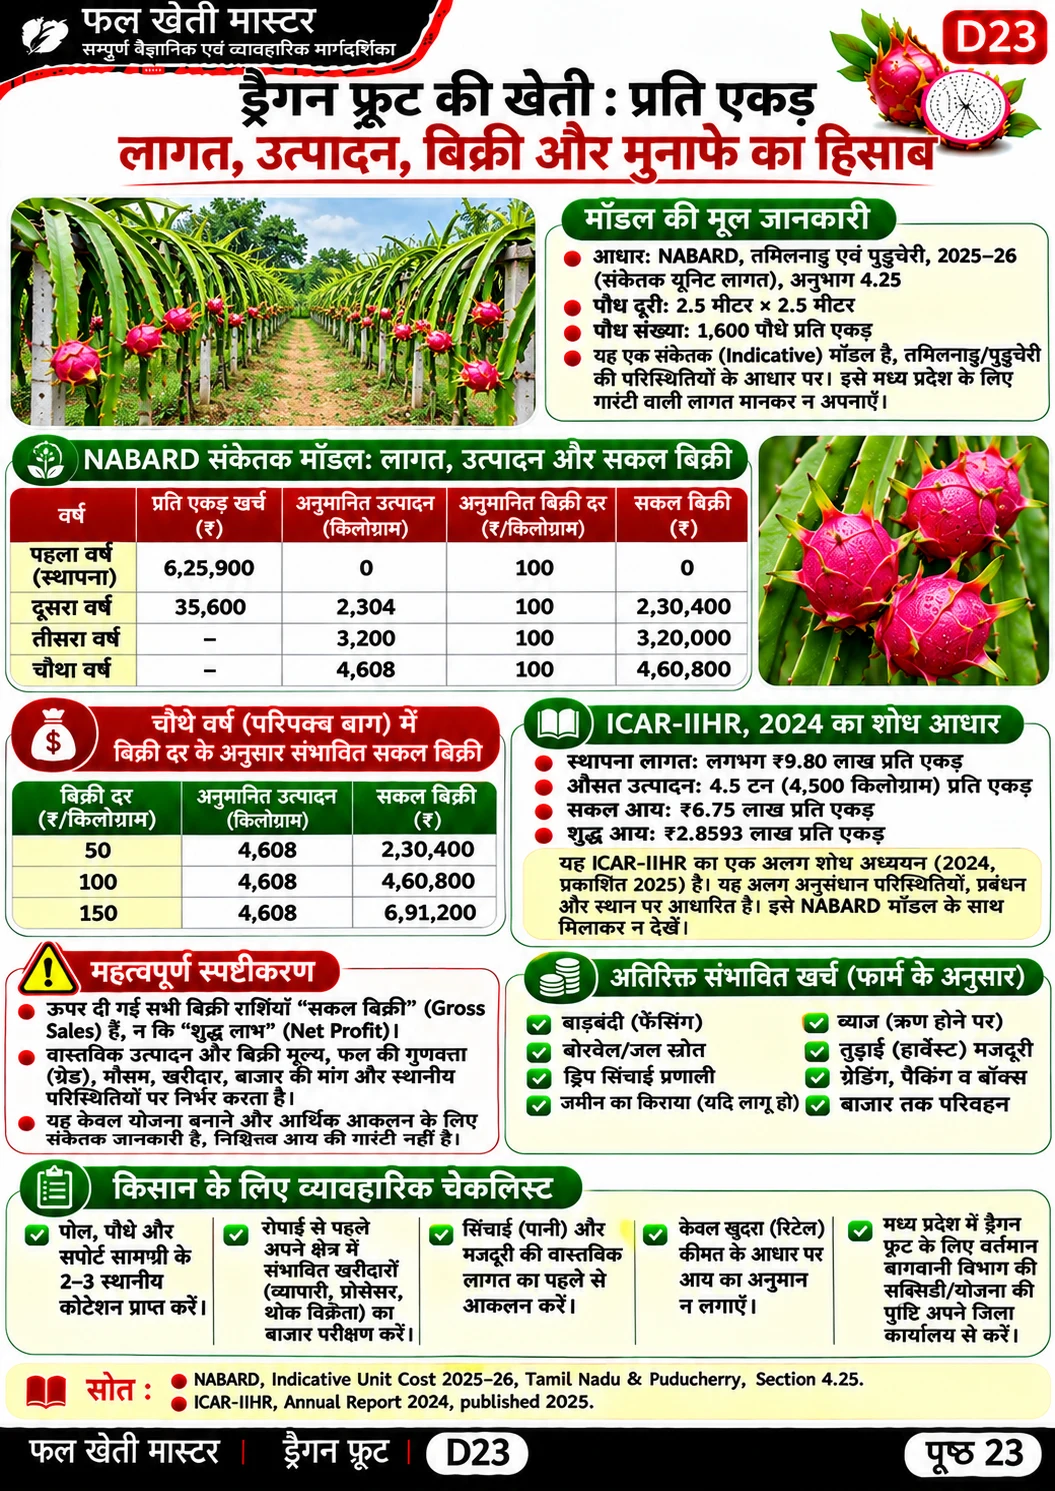 फल खेती मास्टर
सम्पुर्ण बैज्ञानिक एवं व्यावहारिक मार्गदर्शिका
D23
ड्रैगन फ्रूट की खेती : प्रति एकड़
लागत, उत्पादन, बिक्री और मुनाफे का हिसाब
मॉडल की मूल जानकारी
आधार: NABARD, तमिलनाडु एवं पुडुचेरी, 2025–26
(संकेतक यूनिट लागत), अनुभाग 4.25
पौध दूरी: 2.5 मीटर × 2.5 मीटर
पौध संख्या: 1,600 पौधे प्रति एकड़
यह एक संकेतक (Indicative) मॉडल है, तमिलनाडु/पुडुचेरी
की परिस्थितियों के आधार पर। इसे मध्य प्रदेश के लिए
गारंटी वाली लागत मानकर न अपनाएँ।
NABARD संकेतक मॉडल: लागत, उत्पादन और सकल बिक्री
वर्ष प्रति एकड़ खर्च (₹) अनुमानित उत्पादन (किलोग्राम) अनुमानित बिक्री दर (₹/किलोग्राम) सकल बिक्री (₹)
पहला वर्ष (स्थापना) 6,25,900 0 100 0
दूसरा वर्ष 35,600 2,304 100 2,30,400
तीसरा वर्ष – 3,200 100 3,20,000
चौथा वर्ष – 4,608 100 4,60,800
चौथे वर्ष (परिपक्ब बाग) में
बिक्री दर के अनुसार संभावित सकल बिक्री
बिक्री दर (₹/किलोग्राम) अनुमानित उत्पादन (किलोग्राम) सकल बिक्री (₹)
50 4,608 2,30,400
100 4,608 4,60,800
150 4,608 6,91,200
ICAR-IIHR, 2024 का शोध आधार
स्थापना लागत: लगभग ₹9.80 लाख प्रति एकड़
औसत उत्पादन: 4.5 टन (4,500 किलोग्राम) प्रति एकड़
सकल आय: ₹6.75 लाख प्रति एकड़
शुद्ध आय: ₹2.8593 लाख प्रति एकड़
यह ICAR-IIHR का एक अलग शोध अध्ययन (2024,
प्रकाशित 2025) है। यह अलग अनुसंधान परिस्थितियों, प्रबंधन
और स्थान पर आधारित है। इसे NABARD मॉडल के साथ
मिलाकर न देखें।
महत्वपूर्ण स्पष्टीकरण
ऊपर दी गई सभी बिक्री राशियाँ “सकल बिक्री” (Gross
Sales) हैं, न कि “शुद्ध लाभ” (Net Profit)।
वास्तविक उत्पादन और बिक्री मूल्य, फल की गुणवत्ता
(ग्रेड), मौसम, खरीदार, बाजार की मांग और स्थानीय
परिस्थितियों पर निर्भर करता है।
यह केवल योजना बनाने और आर्थिक आकलन के लिए
संकेतक जानकारी है, निश्चित आय की गारंटी नहीं है।
अतिरिक्त संभावित खर्च (फार्म के अनुसार)
बाड़बंदी (फेंसिंग)
बोरवेल/जल स्रोत
ड्रिप सिंचाई प्रणाली
जमीन का किराया (यदि लागू हो)
व्याज (ऋण होने पर)
तुड़ाई (हार्वेस्ट) मजदूरी
ग्रेडिंग, पैकिंग व बॉक्स
बाजार तक परिवहन
किसान के लिए व्यावहारिक चेकलिस्ट
पोल, पौधे और
सपोर्ट सामग्री के
2–3 स्थानीय
कोटेशन प्राप्त करें।
रोपाई से पहले
अपने क्षेत्र में
संभावित खरीदारों
(व्यापारी, प्रोसेसर,
थोक विक्रेता) का
बाजार परीक्षण करें।
सिंचाई (पानी) और
मजदूरी की वास्तविक
लागत का पहले से
आकलन करें।
केवल खुदरा (रिटेल)
कीमत के आधार पर
आय का अनुमान
न लगाएँ।
मध्य प्रदेश में ड्रैगन
फ्रूट के लिए वर्तमान
बागवानी विभाग की
सब्सिडी/योजना की
पुष्टि अपने जिला
कार्यालय से करें।
सोत :
NABARD, Indicative Unit Cost 2025–26, Tamil Nadu & Puducherry, Section 4.25.
ICAR-IIHR, Annual Report 2024, published 2025.
फल खेती मास्टर | ड्रैगन फ्रूट | D23
पृष्ठ 23